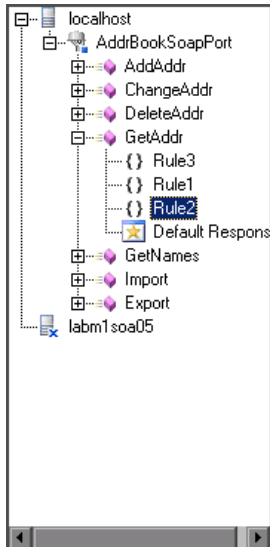 localhost
AddrBookSoapPort
AddAddr
ChangeAddr
DeleteAddr
GetAddr
{} Rule3
{} Rule1
{} Rule2
Default Respons
GetNames
Import
Export
labm1soa05